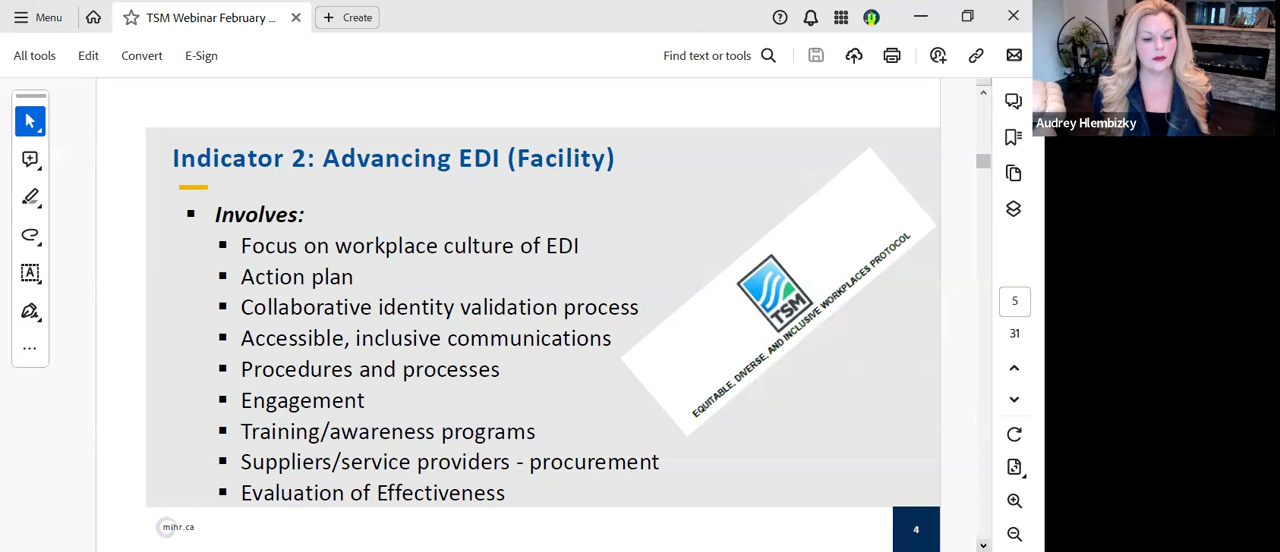 Menu
TSM Webinar February ...
Create
All tools
Edit
Convert
E-Sign
Find text or tools
Audrey Hlembizky
Indicator 2: Advancing EDI (Facility)
Involves:
Focus on workplace culture of EDI
Action plan
Collaborative identity validation process
Accessible, inclusive communications
Procedures and processes
Engagement
Training/awareness programs
Suppliers/service providers - procurement
Evaluation of Effectiveness
TSM
EQUITABLE, DIVERSE, AND INCLUSIVE WORKPLACES PROTOCOL
mihr.ca
4
5
31